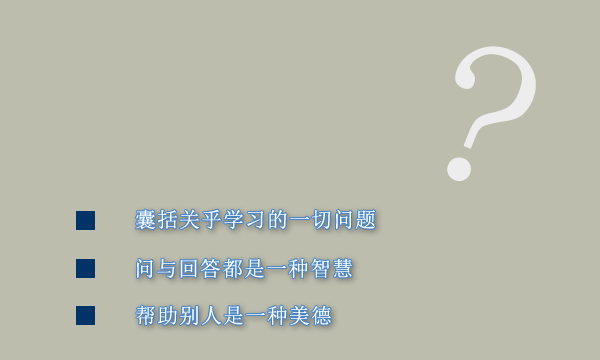 ?
囊括关乎学习的一切问题
问与回答都是一种智慧
帮助别人是一种美德